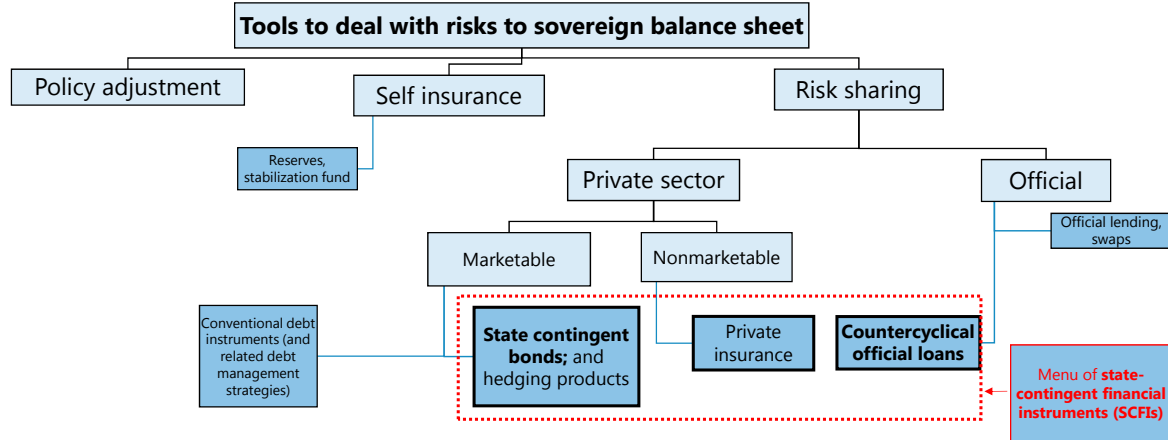 Tools to deal with risks to sovereign balance sheet
Policy adjustment
Self insurance
Risk sharing
Reserves,
stabilization fund
Private sector
Official
Official lending,
swaps
Marketable
Nonmarketable
Conventional debt
instruments (and
related debt
management
strategies)
State contingent
bonds; and
hedging products
Private
insurance
Countercyclical
official loans
Menu of state-
contingent financial
instruments (SCFIs)